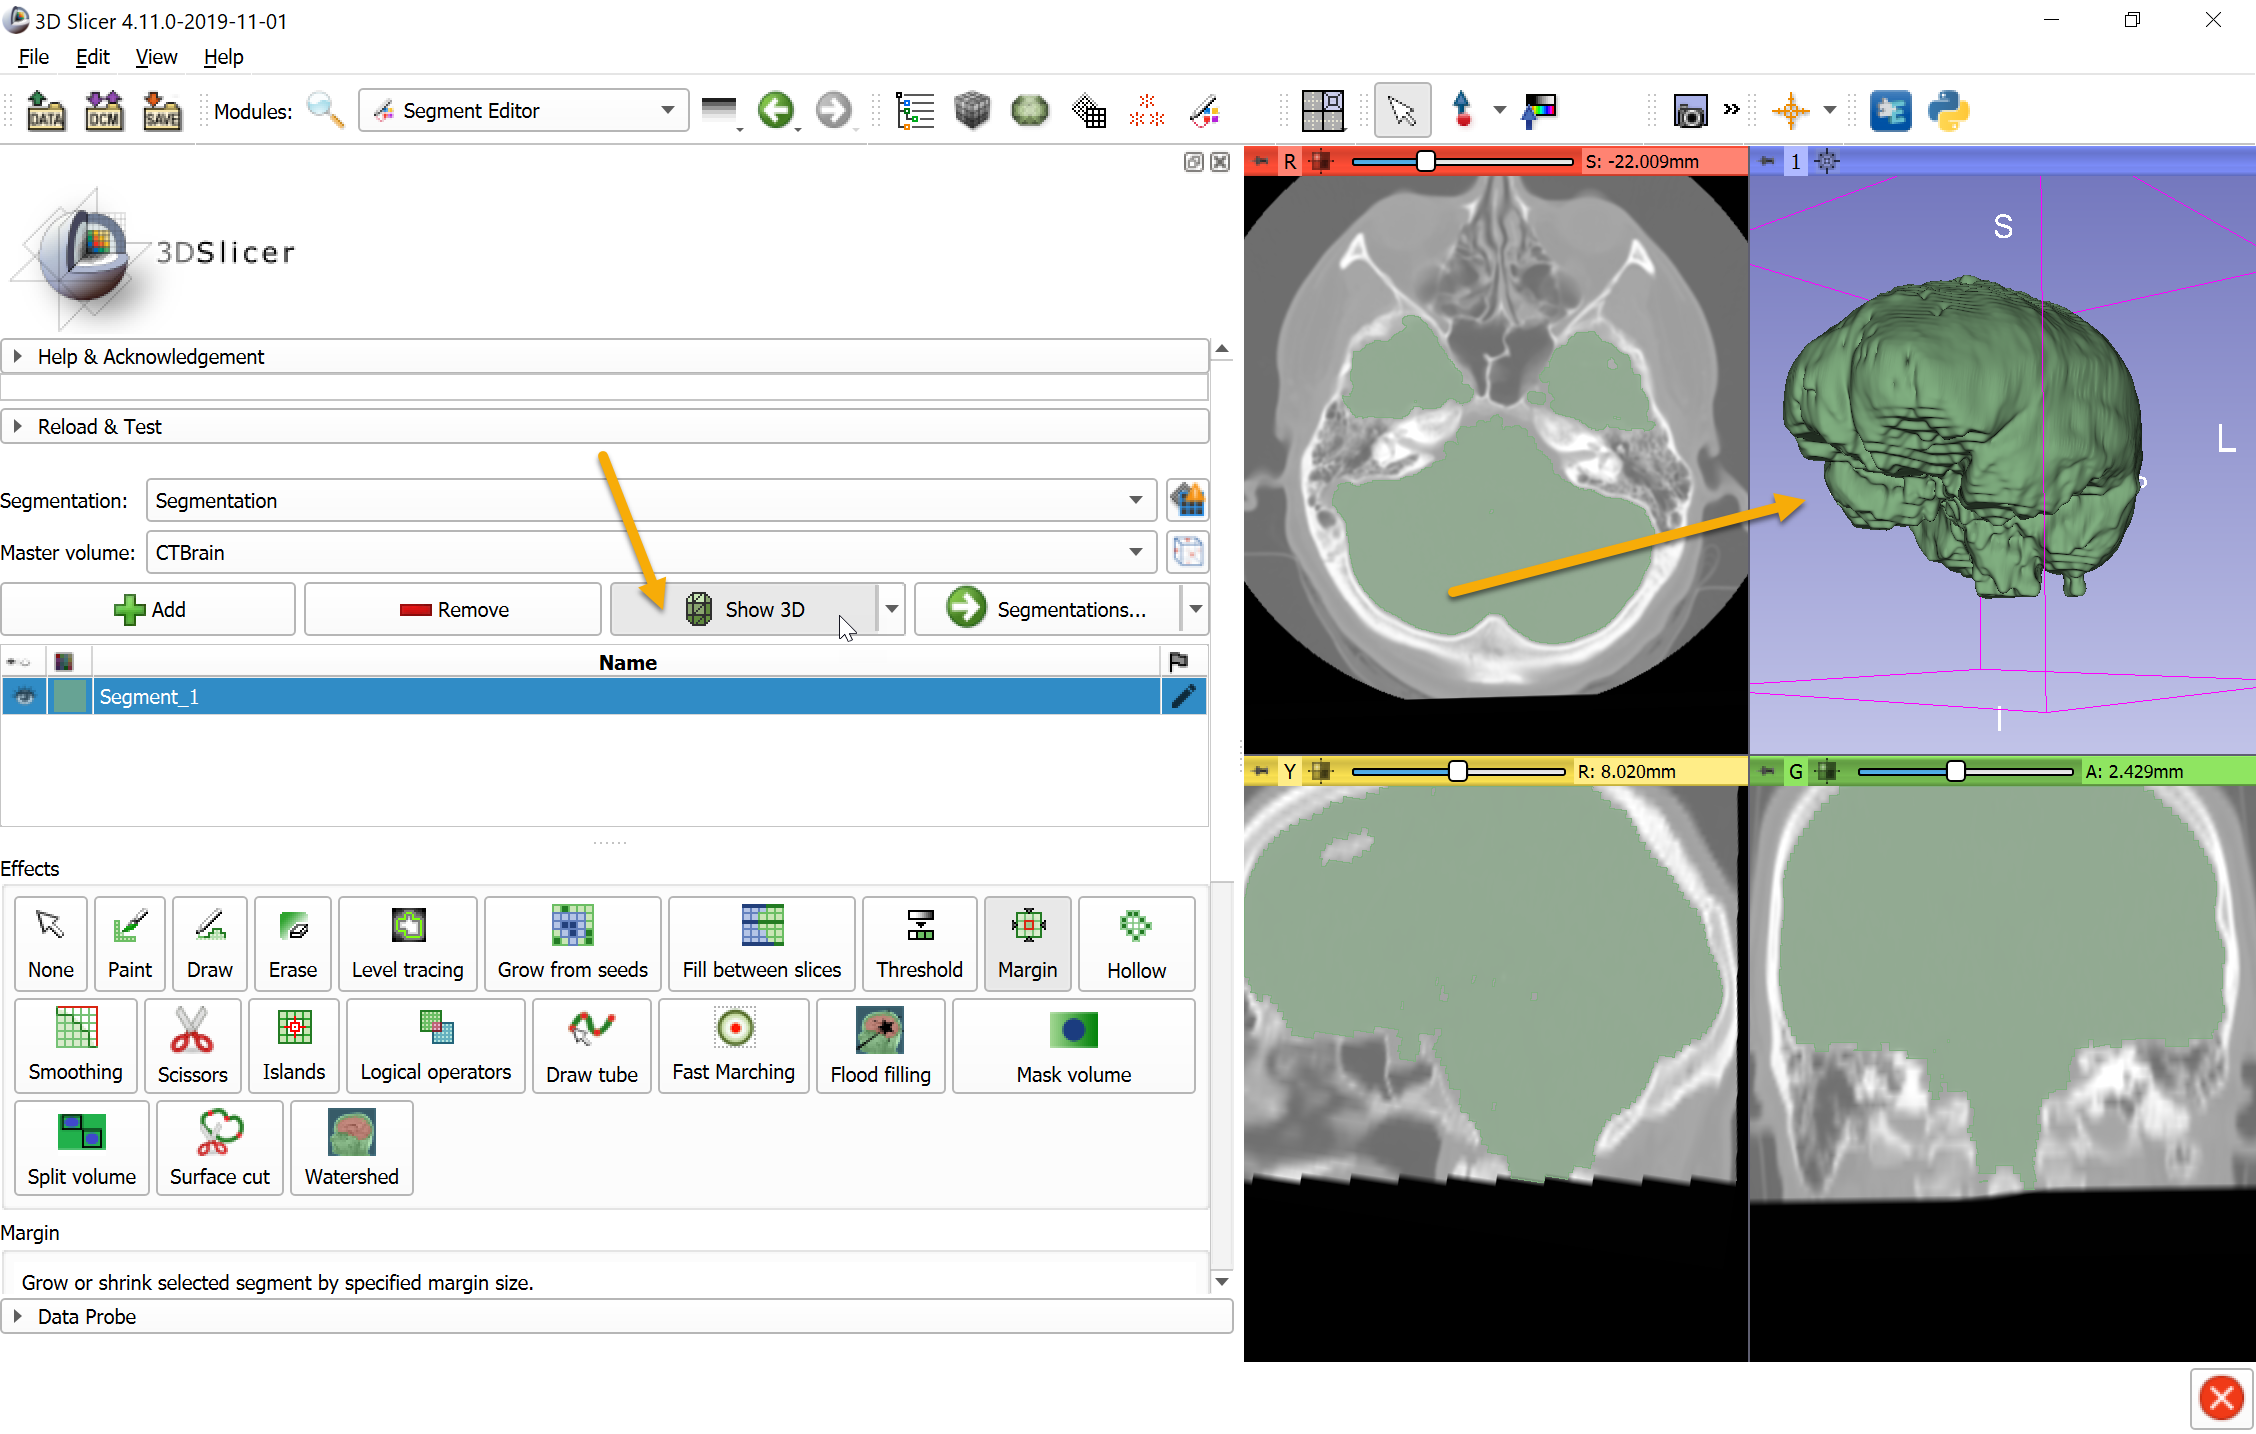 3D Slicer 4.11.0-2019-11-01
File Edit View Help
DATA DCM SAVE Modules: Segment Editor
R S: -22.009mm 1
3DSlicer
S
Help & Acknowledgement
Reload & Test
L
Segmentation: Segmentation
Master volume: CTBrain
Add Remove Show 3D Segmentations...
Name
Segment_1
I
Y R: 8.020mm G A: 2.429mm
Effects
None Paint Draw Erase Level tracing Grow from seeds Fill between slices Threshold Margin Hollow
Smoothing Scissors Islands Logical operators Draw tube Fast Marching Flood filling Mask volume
Split volume Surface cut Watershed
Margin
Grow or shrink selected segment by specified margin size.
Data Probe